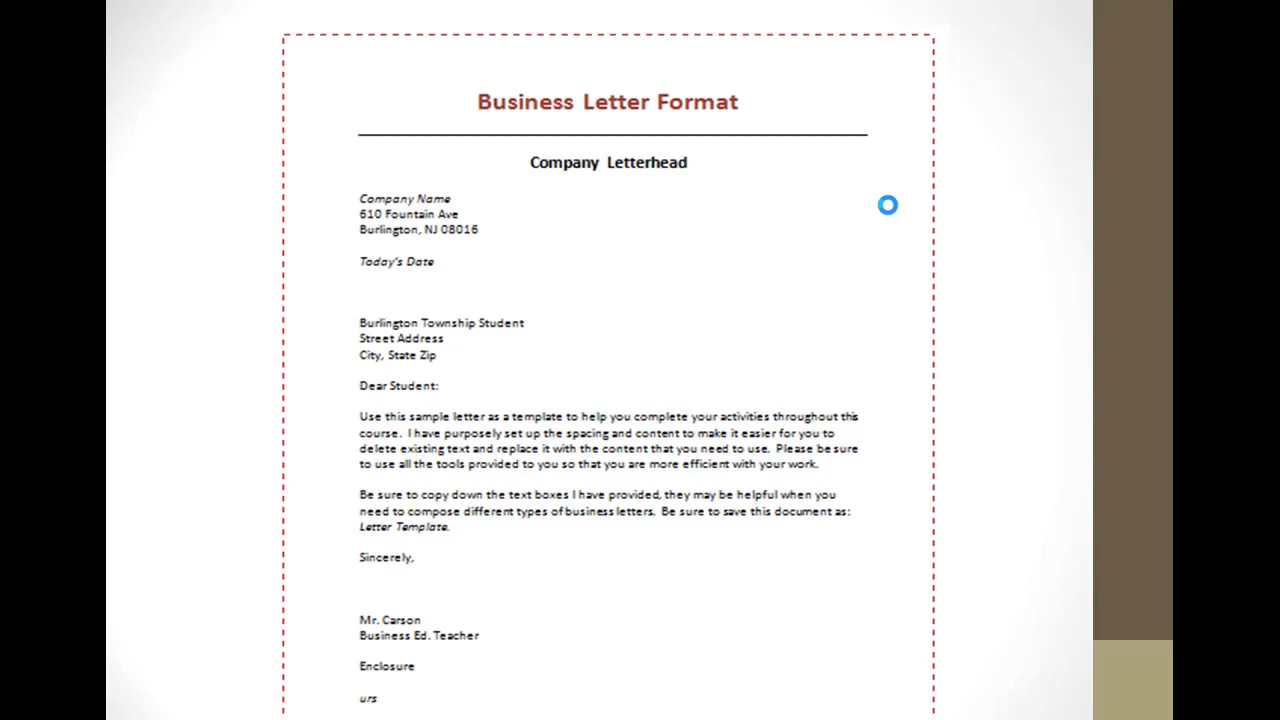 Business Letter Format
Company Letterhead
Company Name
610 Fountain Ave
Burlington, NJ 08016
Today's Date
Burlington Township Student
Street Address
City, State Zip
Dear Student:
Use this sample letter as a template to help you complete your activities throughout this
course. I have purposely set up the spacing and content to make it easier for you to
delete existing text and replace it with the content that you need to use. Please be sure
to use all the tools provided to you so that you are more efficient with your work.
Be sure to copy down the text boxes I have provided, they may be helpful when you
need to compose different types of business letters. Be sure to save this document as:
Letter Template.
Sincerely,
Mr. Carson
Business Ed. Teacher
Enclosure
urs